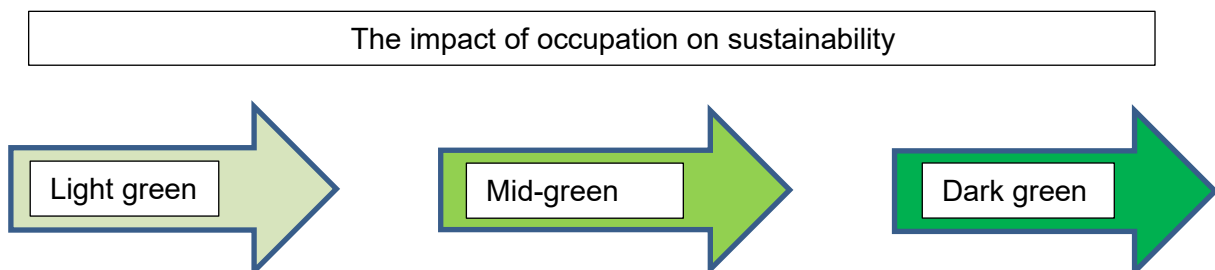 The impact of occupation on sustainability
Light green
Mid-green
Dark green